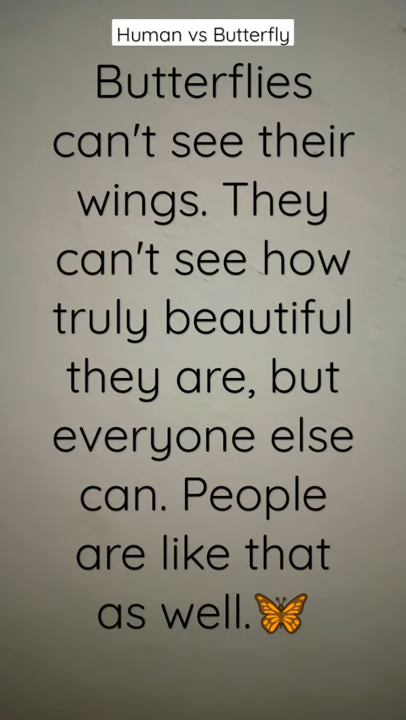 Human vs Butterfly
Butterflies
can't see their
wings. They
can't see how
truly beautiful
they are, but
everyone else
can. People
are like that
as well.🦋